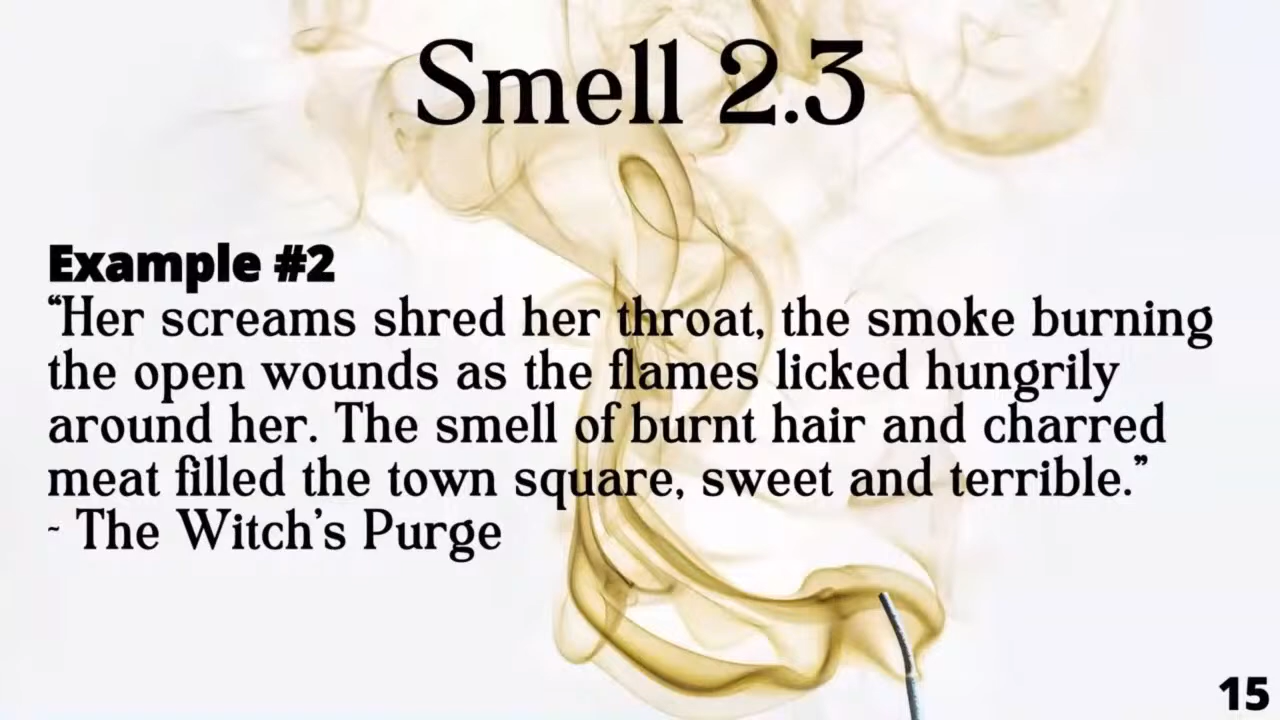 Smell 2.3
Example #2
“Her screams shred her throat, the smoke burning
the open wounds as the flames licked hungrily
around her. The smell of burnt hair and charred
meat filled the town square, sweet and terrible.”
- The Witch’s Purge
15